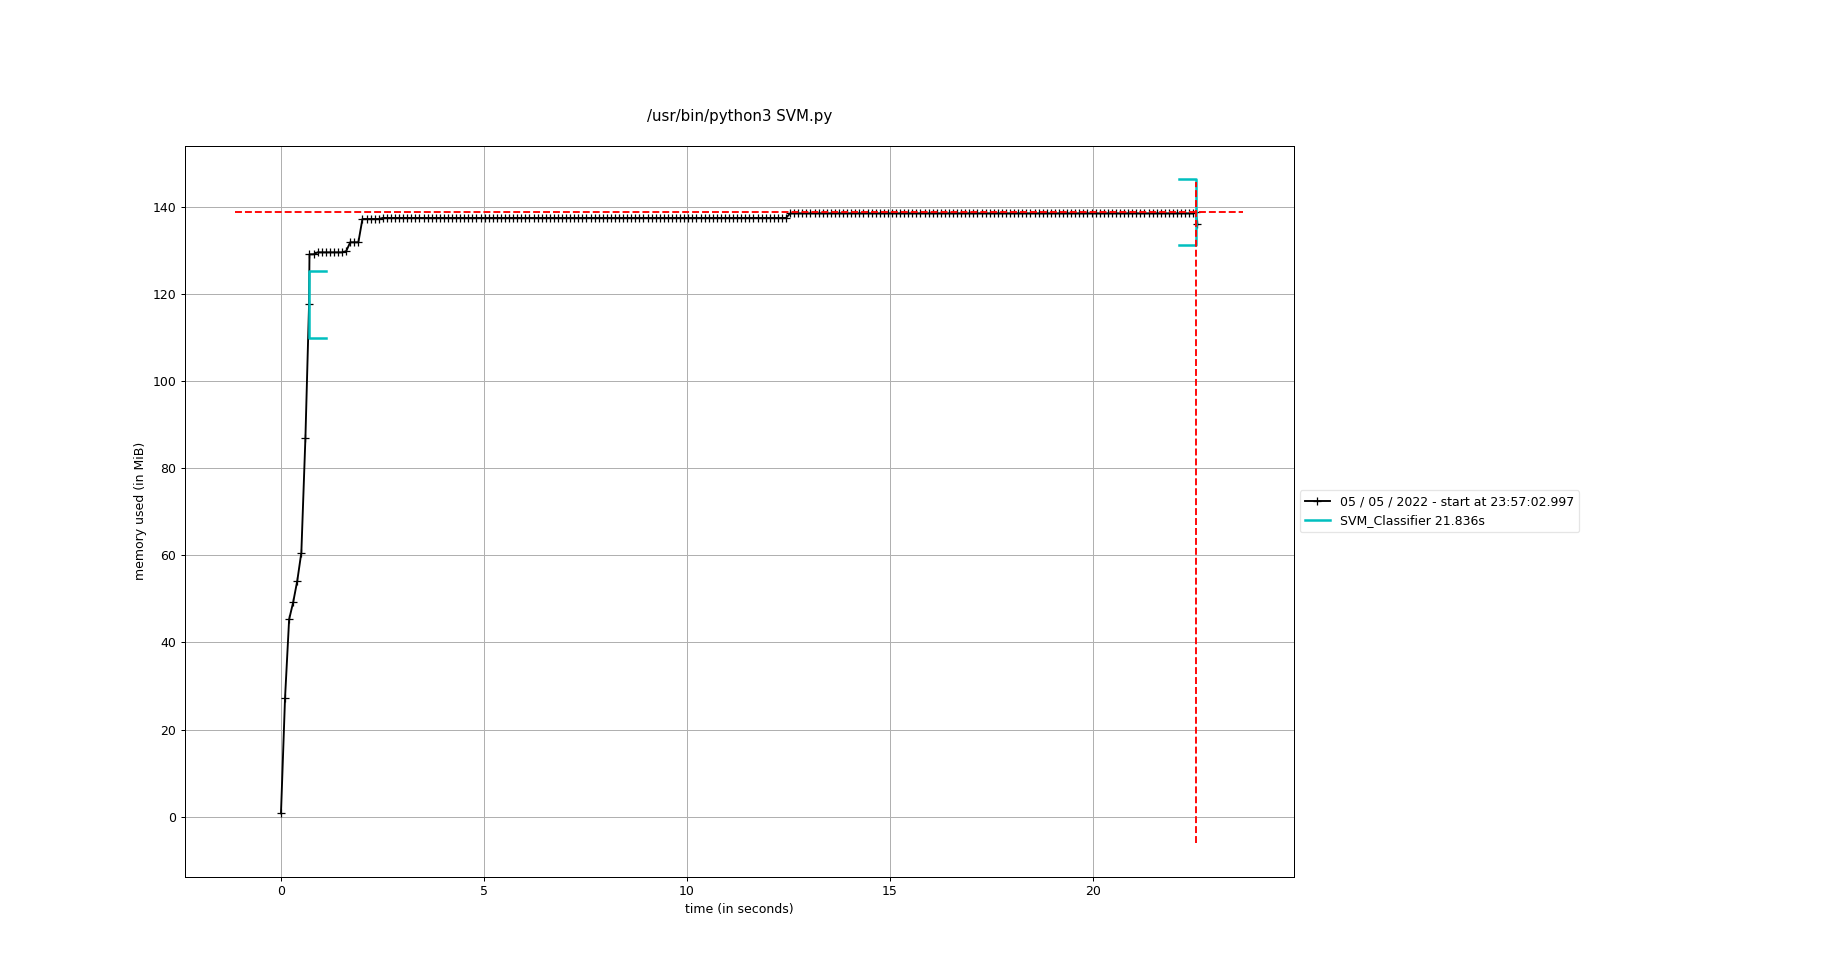 /usr/bin/python3 SVM.py
140
120
100
80
60
40
20
0
memory used (in MiB)
0 5 10 15 20
time (in seconds)
05 / 05 / 2022 - start at 23:57:02.997
SVM_Classifier 21.836s